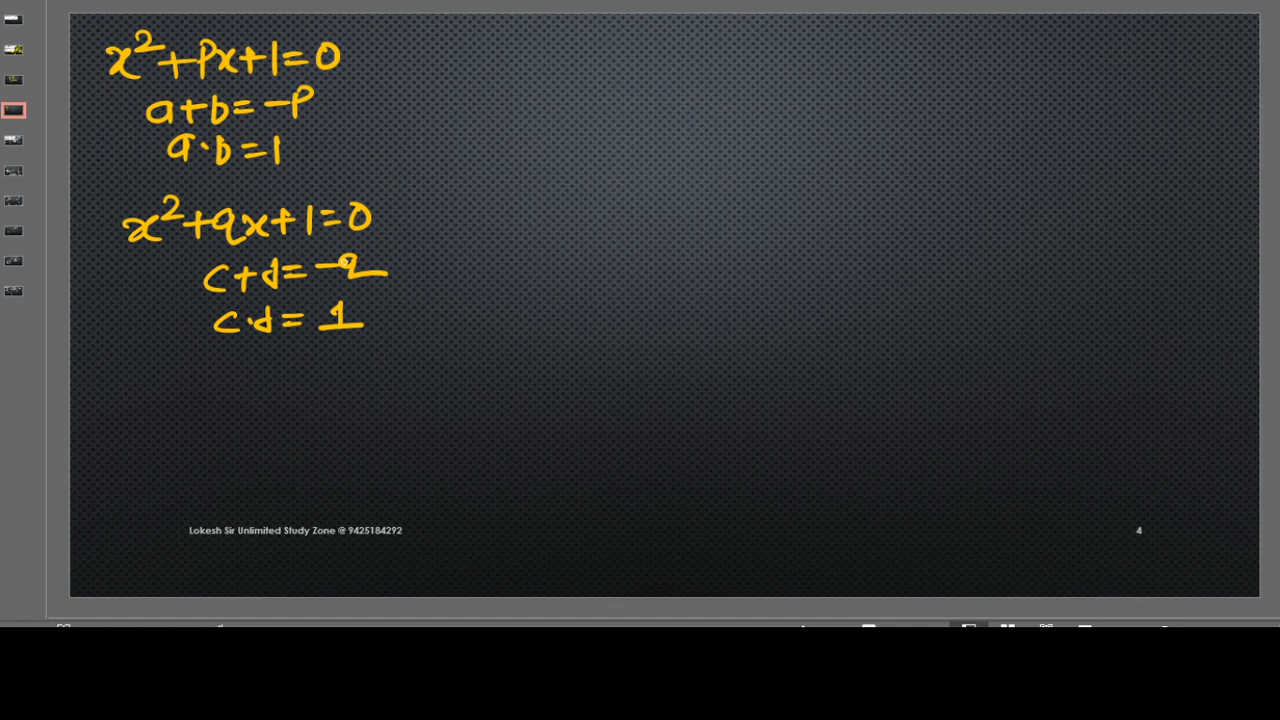 x²+px+1=0
a+b=-p
a·b=1
x²+qx+1=0
c+d=-q
c·d=1
Lokesh Sir Unlimited Study Zone @ 9425184292
4